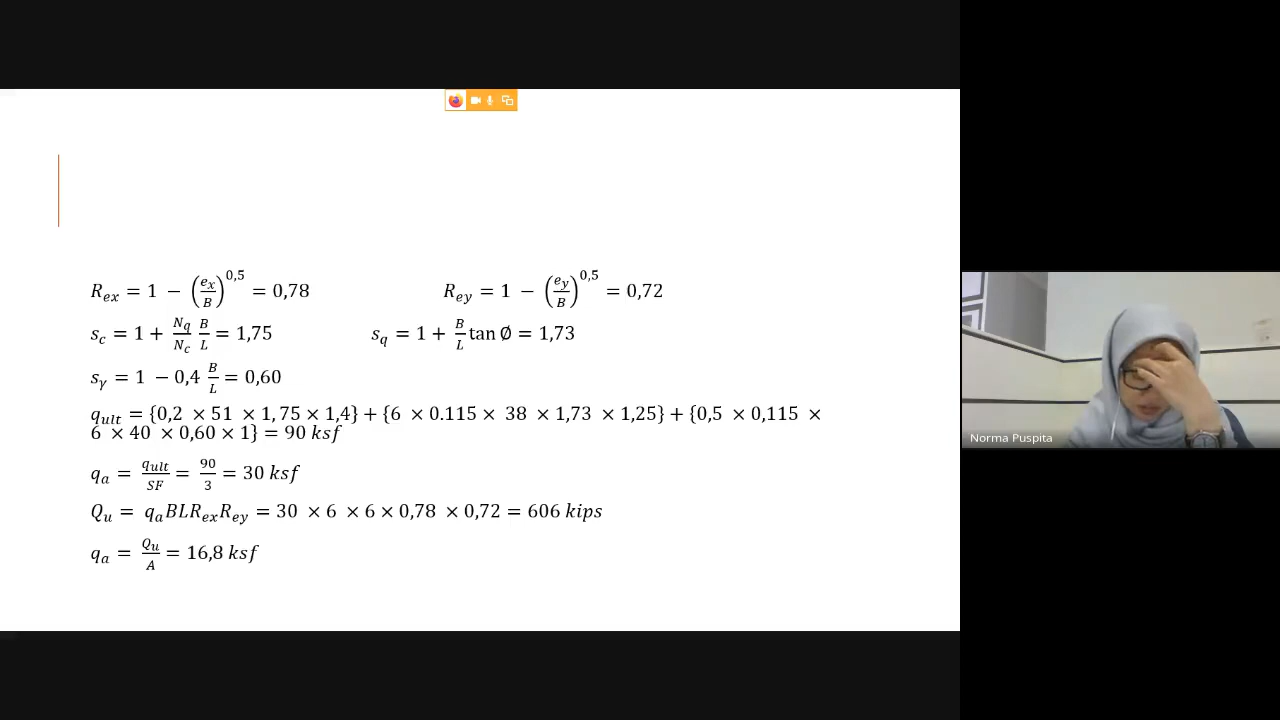 R_ex = 1 − (e_x/B)^0,5 = 0,78 R_ey = 1 − (e_y/B)^0,5 = 0,72
s_c = 1 + N_q/N_c B/L = 1,75 s_q = 1 + B/L tan Ø = 1,73
s_γ = 1 − 0,4 B/L = 0,60
q_ult = {0,2 × 51 × 1, 75 × 1,4} + {6 × 0.115 × 38 × 1,73 × 1,25} + {0,5 × 0,115 ×
6 × 40 × 0,60 × 1} = 90 ksf
q_a = q_ult/SF = 90/3 = 30 ksf
Q_u = q_aBLR_exR_ey = 30 × 6 × 6 × 0,78 × 0,72 = 606 kips
q_a = Q_u/A = 16,8 ksf
Norma Puspita